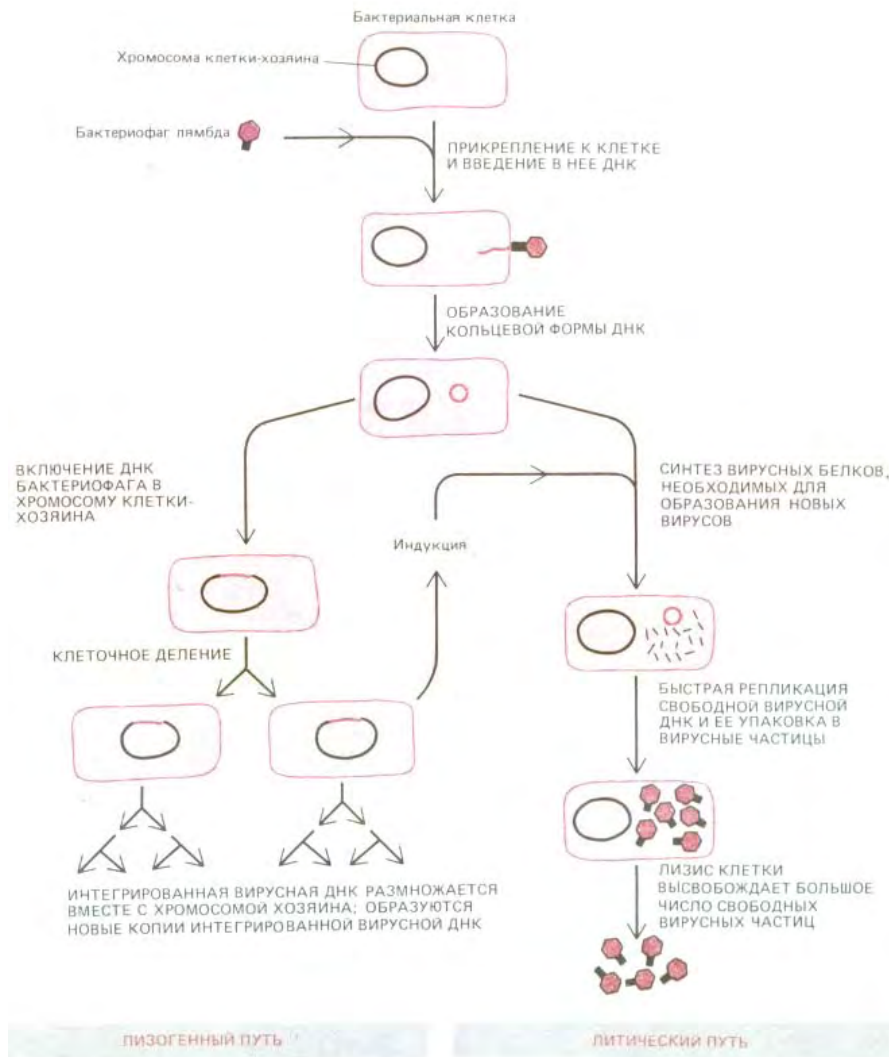 Бактериальная клетка
Хромосома клетки-хозяина
Бактериофаг лямбда
ПРИКРЕПЛЕНИЕ К КЛЕТКЕ
И ВВЕДЕНИЕ В НЕЕ ДНК
ОБРАЗОВАНИЕ
КОЛЬЦЕВОЙ ФОРМЫ ДНК
ВКЛЮЧЕНИЕ ДНК
БАКТЕРИОФАГА В
ХРОМОСОМУ КЛЕТКИ-
ХОЗЯИНА
СИНТЕЗ ВИРУСНЫХ БЕЛКОВ,
НЕОБХОДИМЫХ ДЛЯ
ОБРАЗОВАНИЯ НОВЫХ
ВИРУСОВ
Индукция
КЛЕТОЧНОЕ ДЕЛЕНИЕ
БЫСТРАЯ РЕПЛИКАЦИЯ
СВОБОДНОЙ ВИРУСНОЙ
ДНК И ЕЕ УПАКОВКА В
ВИРУСНЫЕ ЧАСТИЦЫ
ИНТЕГРИРОВАННАЯ ВИРУСНАЯ ДНК РАЗМНОЖАЕТСЯ
ВМЕСТЕ С ХРОМОСОМОЙ ХОЗЯИНА; ОБРАЗУЮТСЯ
НОВЫЕ КОПИИ ИНТЕГРИРОВАННОЙ ВИРУСНОЙ ДНК
ЛИЗИС КЛЕТКИ
ВЫСВОБОЖДАЕТ БОЛЬШОЕ
ЧИСЛО СВОБОДНЫХ
ВИРУСНЫХ ЧАСТИЦ
ЛИЗОГЕННЫЙ ПУТЬ
ЛИТИЧЕСКИЙ ПУТЬ